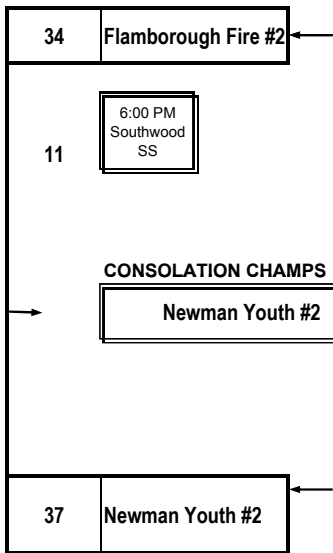 34 Flamborough Fire #2
6:00 PM
Southwood
SS
11
CONSOLATION CHAMPS
Newman Youth #2
37 Newman Youth #2